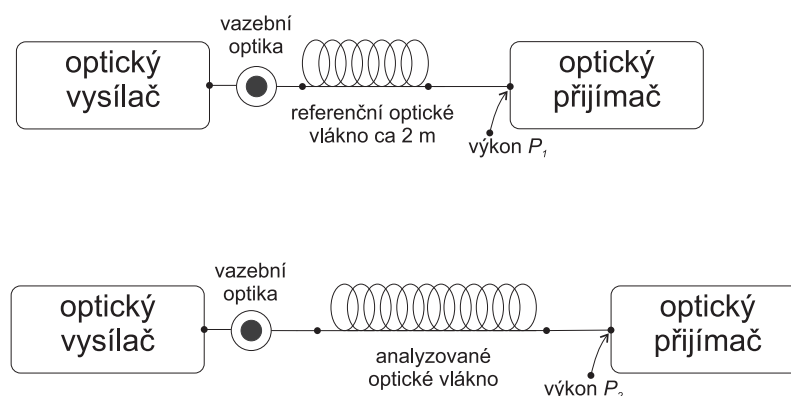 vazební
optika
optický
vysílač
referenční optické
vlákno ca 2 m
optický
přijímač
výkon P₁
vazební
optika
optický
vysílač
analyzované
optické vlákno
optický
přijímač
výkon P₂